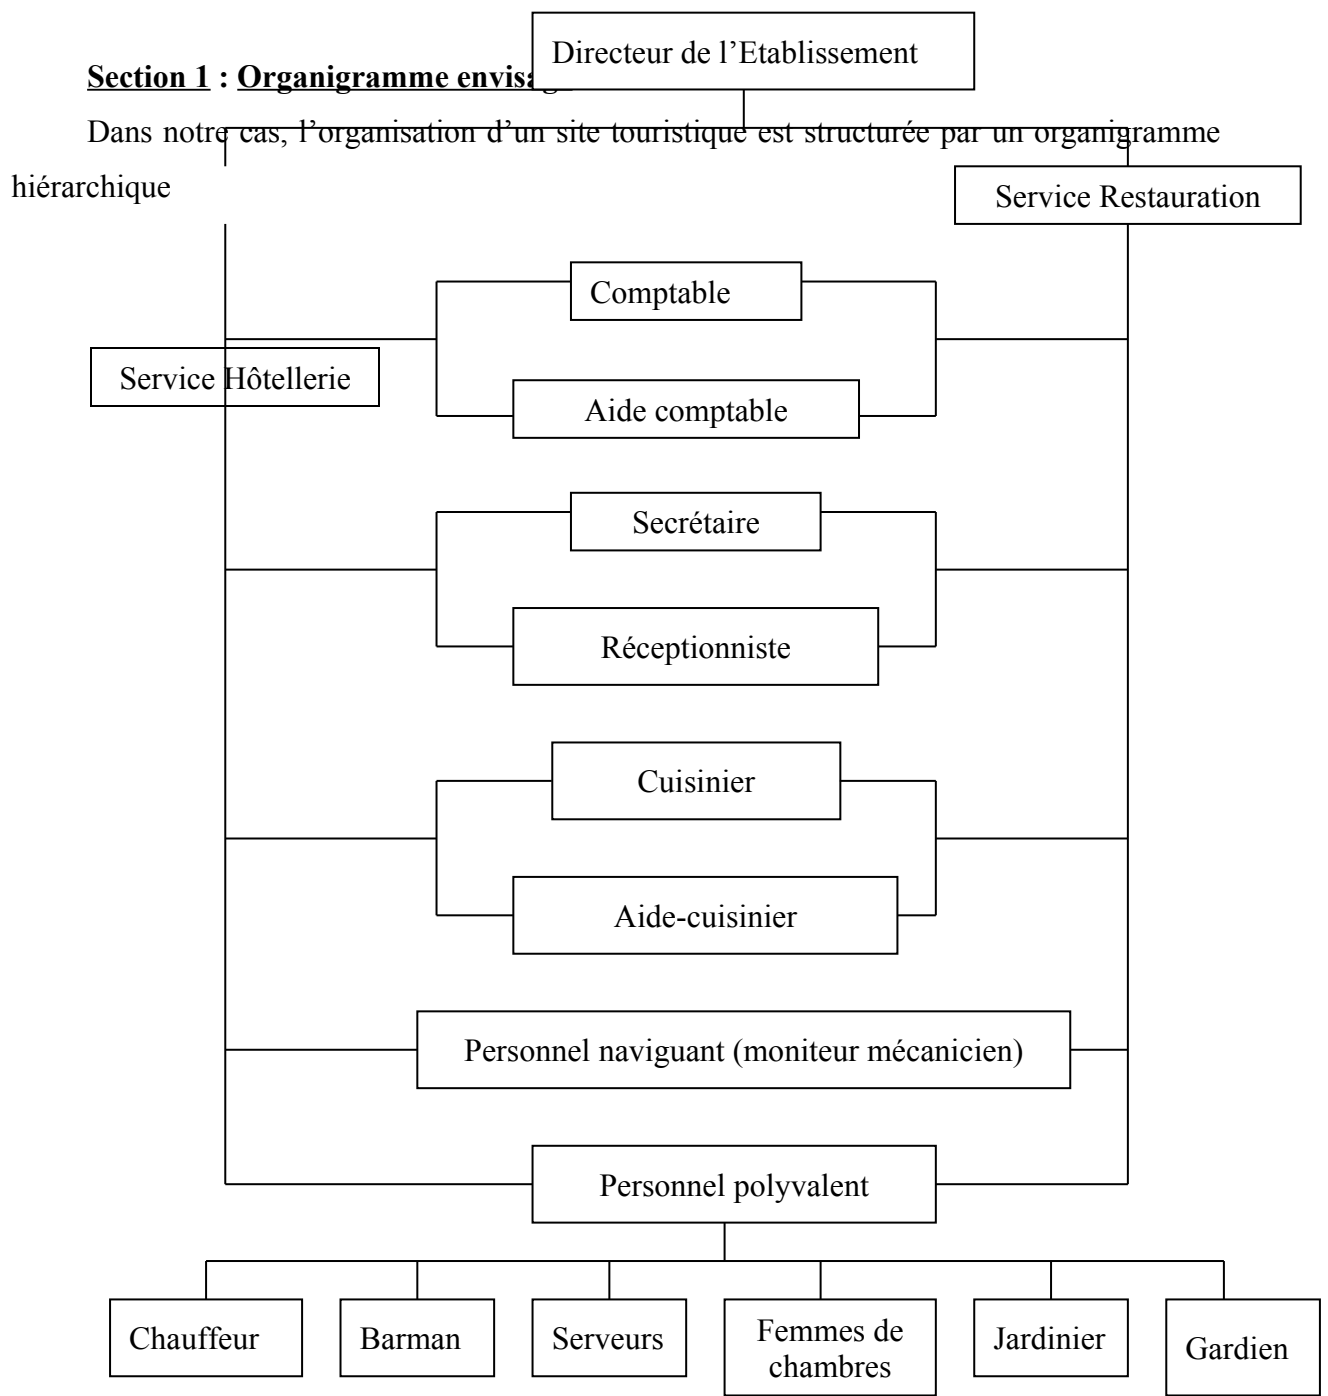 Directeur de l’Etablissement
Section 1 : Organigramme
Dans notre cas, l’organisation d’un site touristique est structurée par un organigramme
hiérarchique
Service Restauration
Comptable
Service Hôtellerie
Aide comptable
Secrétaire
Réceptionniste
Cuisinier
Aide-cuisinier
Personnel naviguant (moniteur mécanicien)
Personnel polyvalent
Chauffeur
Barman
Serveurs
Femmes de
chambres
Jardinier
Gardien